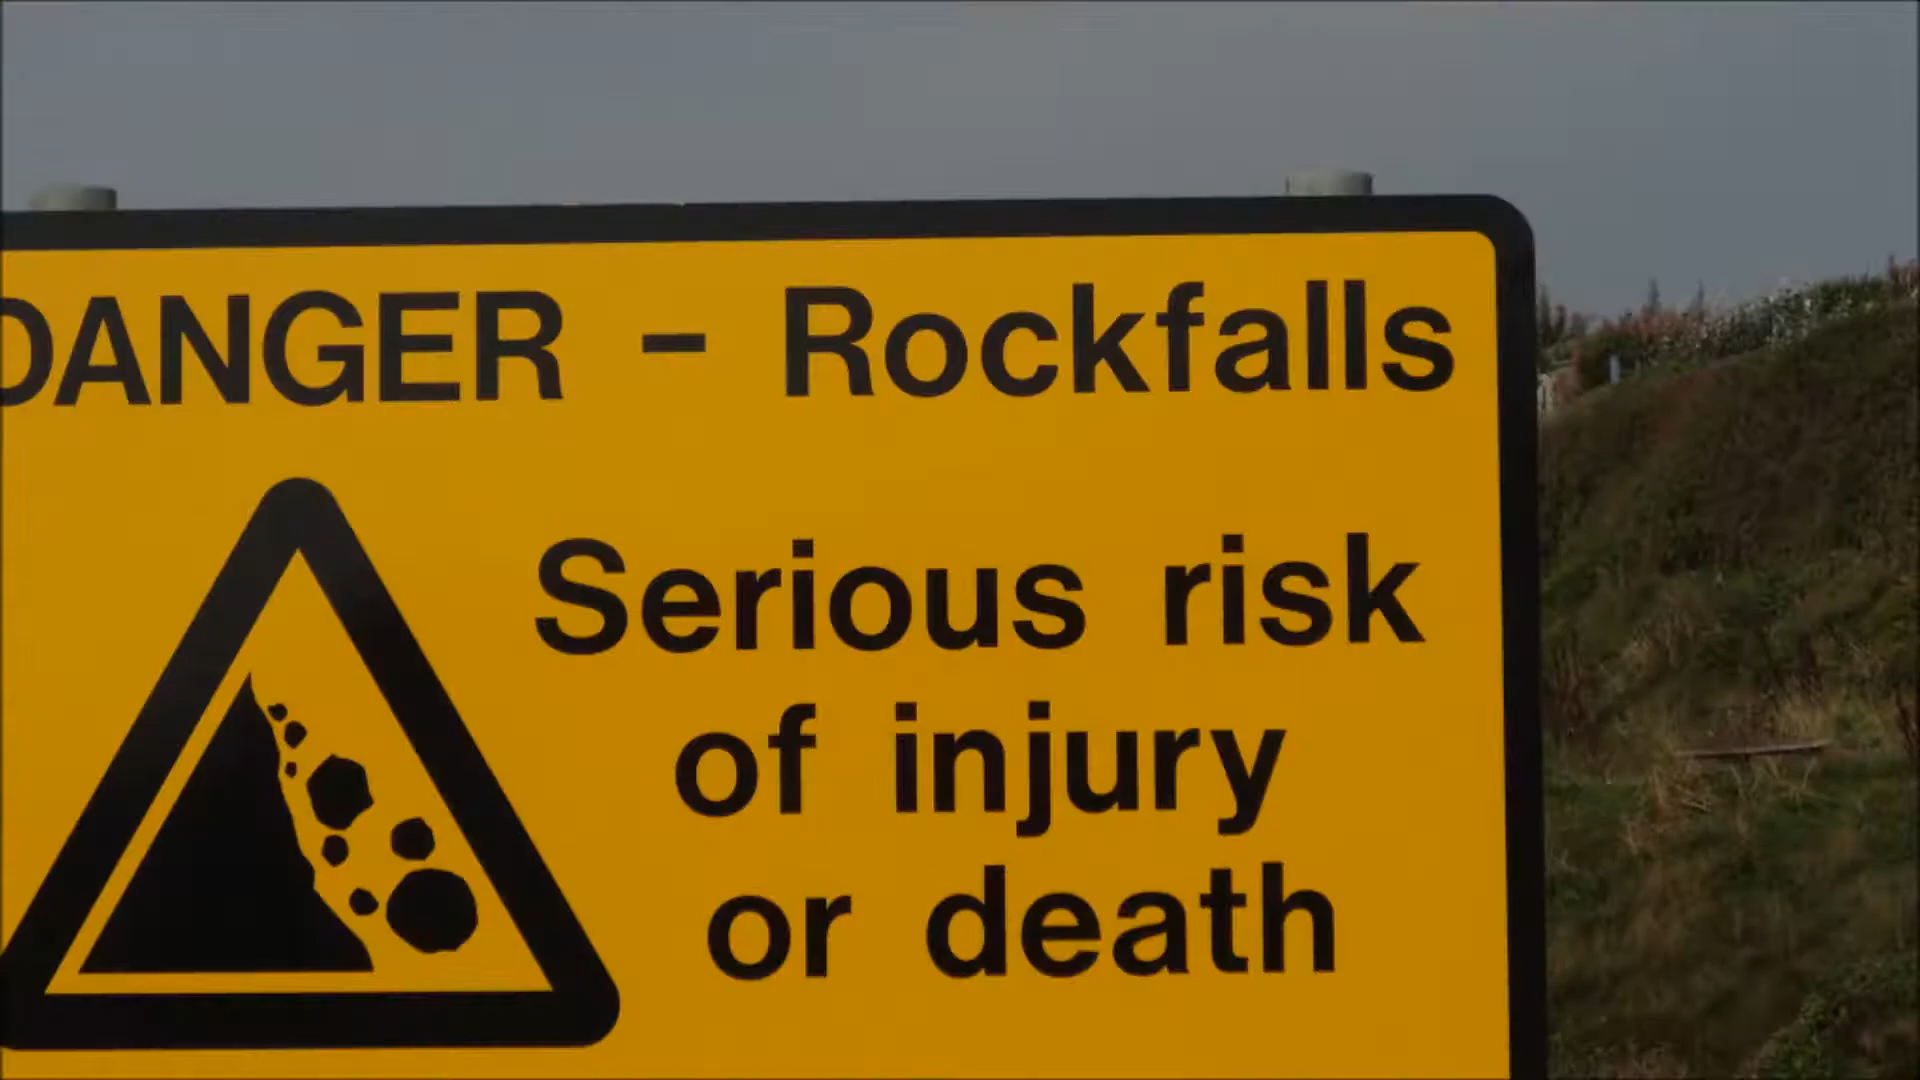 DANGER - Rockfalls
Serious risk
of injury
or death